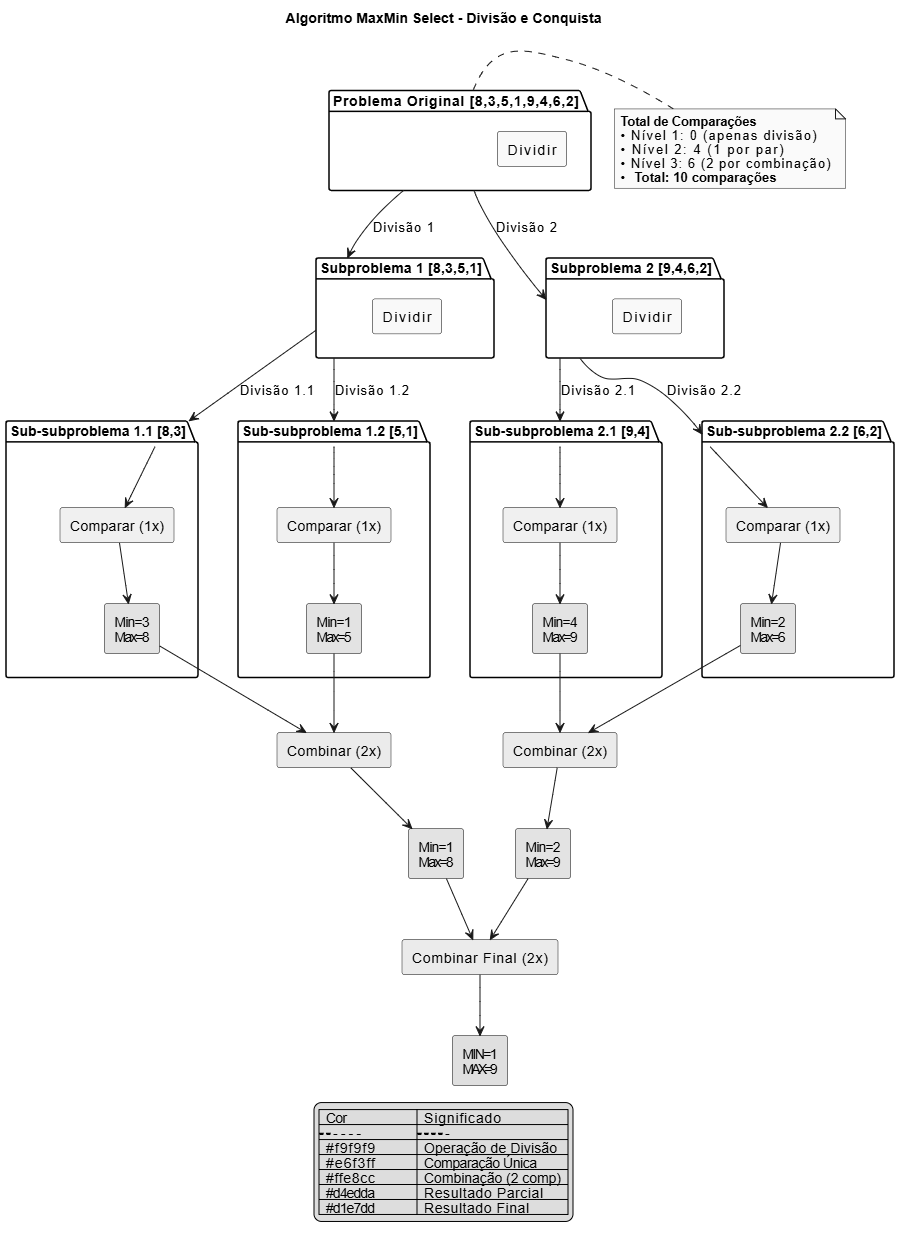 Algoritmo MaxMin Select - Divisão e Conquista
Problema Original [8,3,5,1,9,4,6,2]
Dividir
Total de Comparações
• Nível 1: 0 (apenas divisão)
• Nível 2: 4 (1 por par)
• Nível 3: 6 (2 por combinação)
• Total: 10 comparações
Divisão 1
Divisão 2
Subproblema 1 [8,3,5,1]
Dividir
Subproblema 2 [9,4,6,2]
Dividir
Divisão 1.1
Divisão 1.2
Divisão 2.1
Divisão 2.2
Sub-subproblema 1.1 [8,3]
Sub-subproblema 1.2 [5,1]
Sub-subproblema 2.1 [9,4]
Sub-subproblema 2.2 [6,2]
Comparar (1x)
Comparar (1x)
Comparar (1x)
Comparar (1x)
Min=3
Max=8
Min=1
Max=5
Min=4
Max=9
Min=2
Max=6
Combinar (2x)
Combinar (2x)
Min=1
Max=8
Min=2
Max=9
Combinar Final (2x)
MIN=1
MAX=9
Cor Significado
------ -----
#f9f9f9 Operação de Divisão
#e6f3ff Comparação Única
#ffe8cc Combinação (2 comp)
#d4edda Resultado Parcial
#d1e7dd Resultado Final